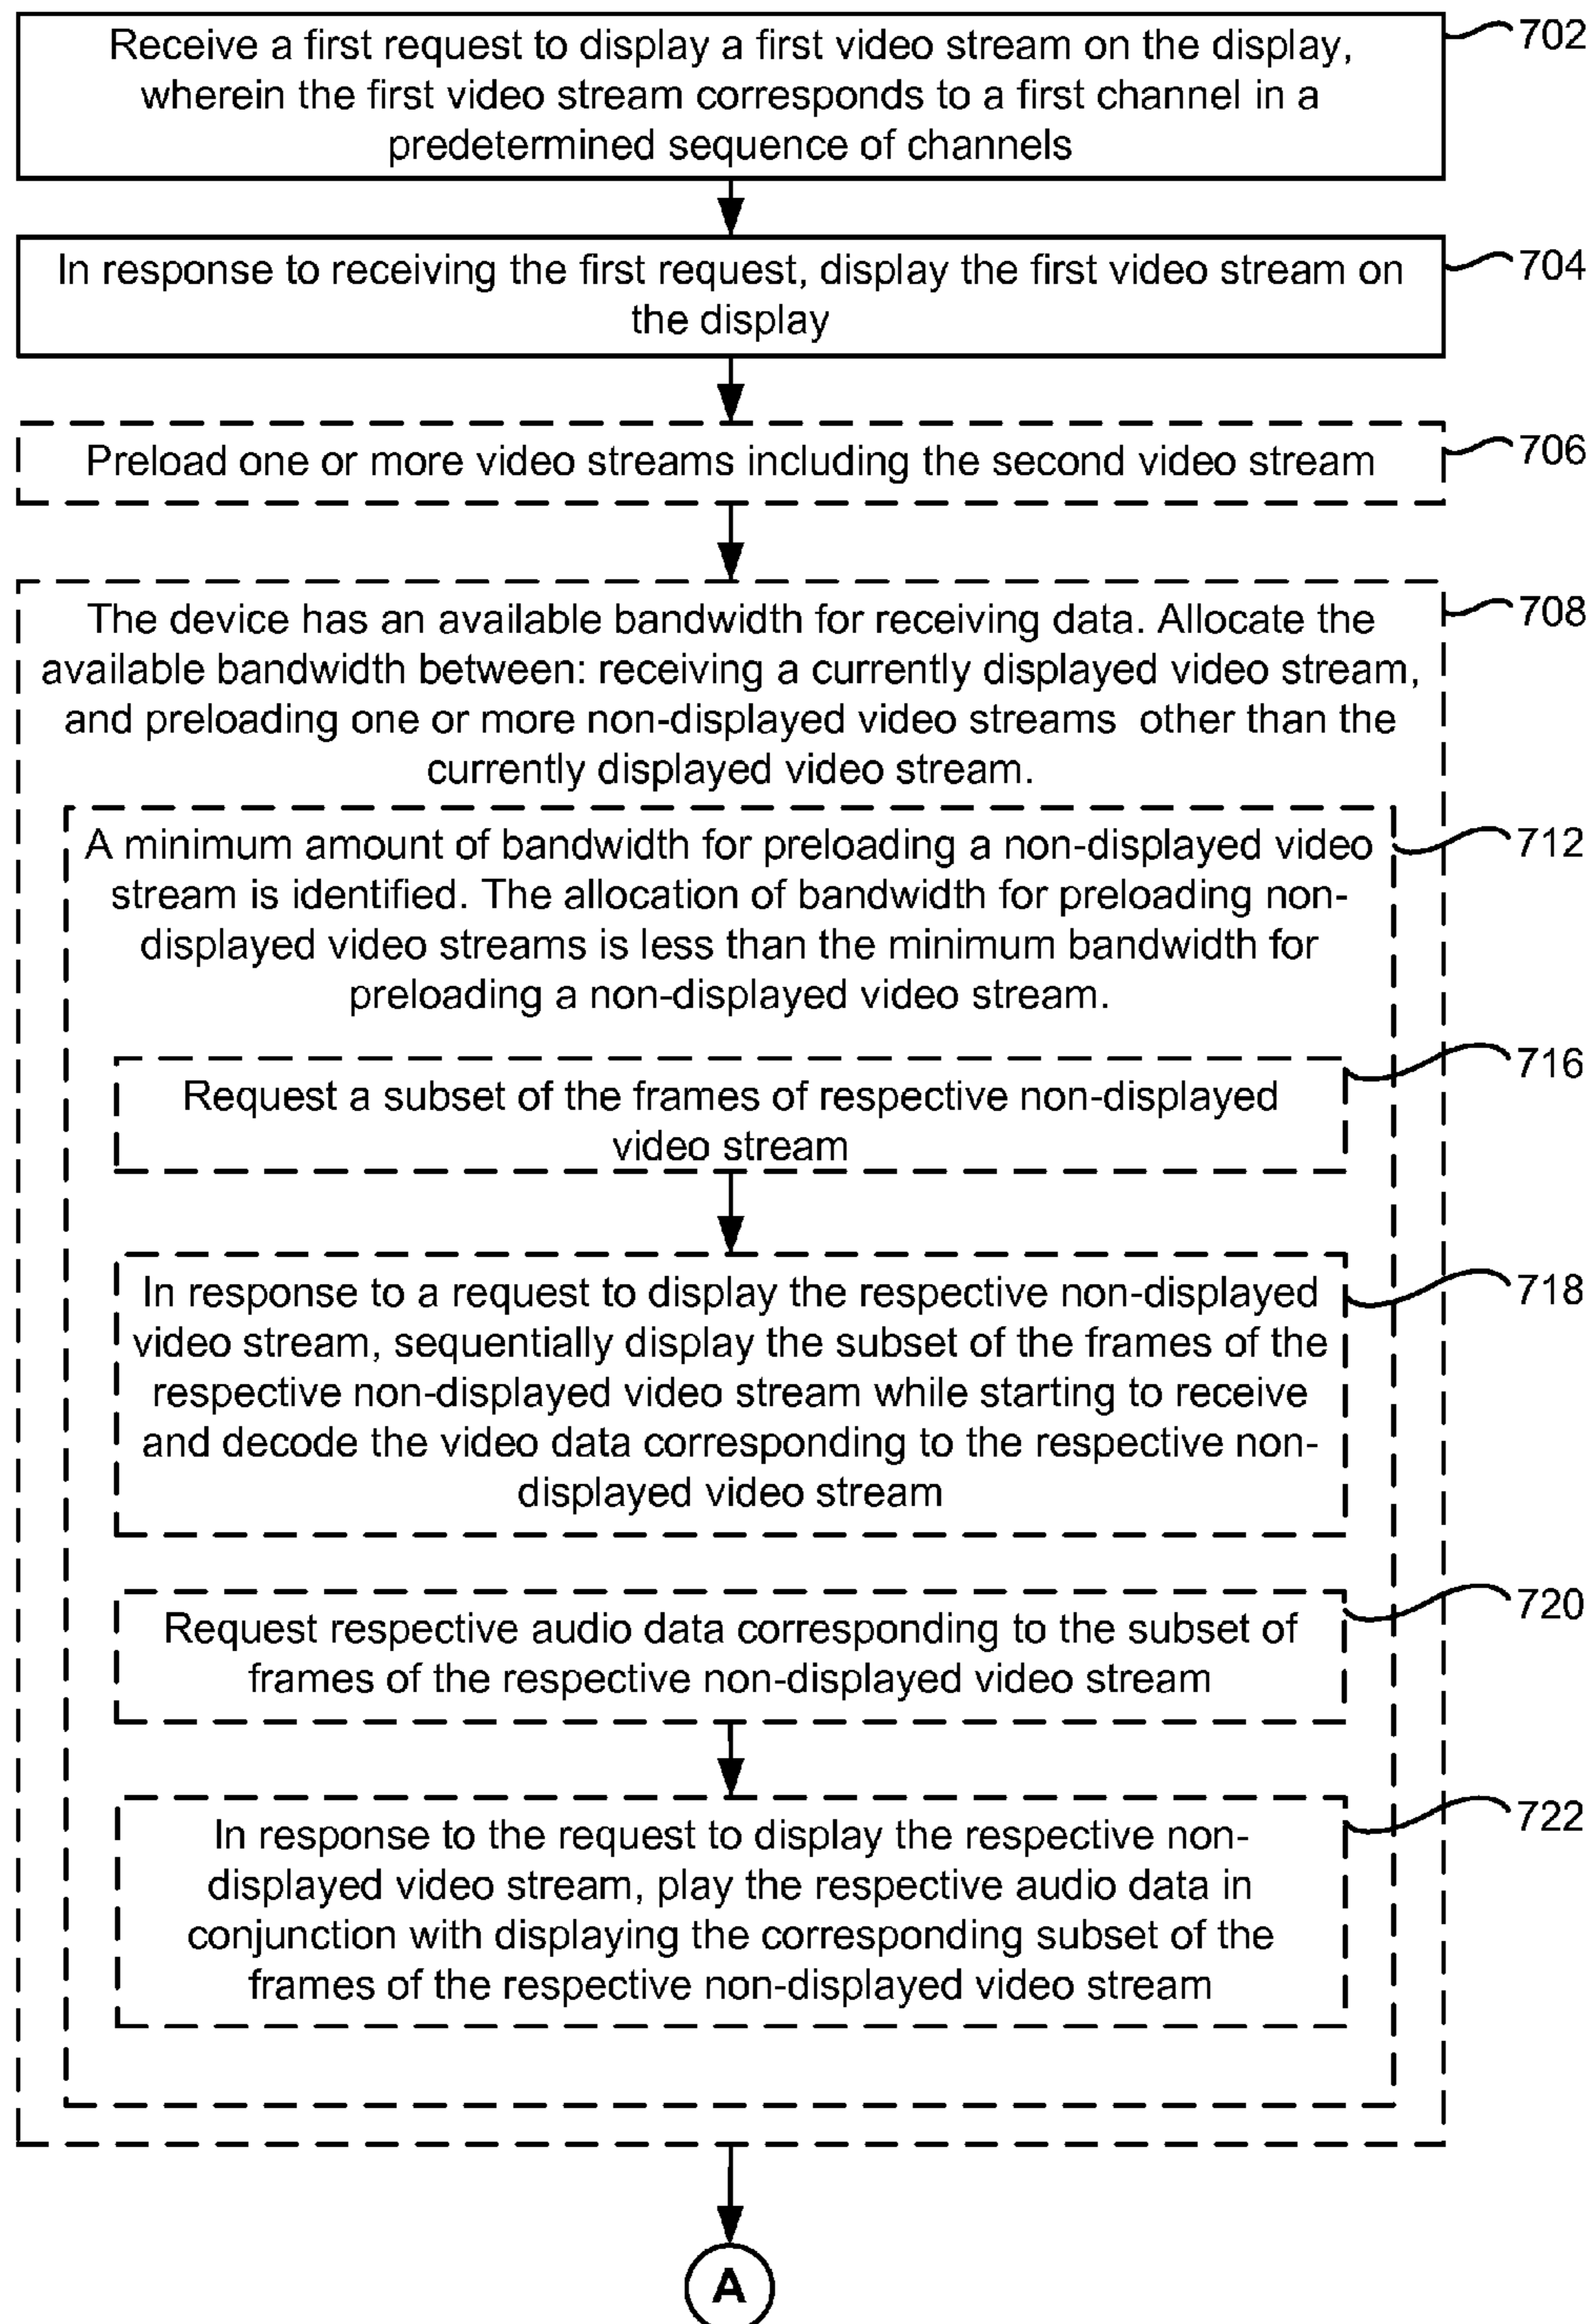 Receive a first request to display a first video stream on the display,
wherein the first video stream corresponds to a first channel in a
predetermined sequence of channels
702
In response to receiving the first request, display the first video stream on
the display
704
Preload one or more video streams including the second video stream
706
The device has an available bandwidth for receiving data. Allocate the
available bandwidth between: receiving a currently displayed video stream,
and preloading one or more non-displayed video streams other than the
currently displayed video stream.
708
A minimum amount of bandwidth for preloading a non-displayed video
stream is identified. The allocation of bandwidth for preloading non-
displayed video streams is less than the minimum bandwidth for
preloading a non-displayed video stream.
712
Request a subset of the frames of respective non-displayed
video stream
716
In response to a request to display the respective non-displayed
video stream, sequentially display the subset of the frames of the
respective non-displayed video stream while starting to receive
and decode the video data corresponding to the respective non-
displayed video stream
718
Request respective audio data corresponding to the subset of
frames of the respective non-displayed video stream
720
In response to the request to display the respective non-
displayed video stream, play the respective audio data in
conjunction with displaying the corresponding subset of the
frames of the respective non-displayed video stream
722
A